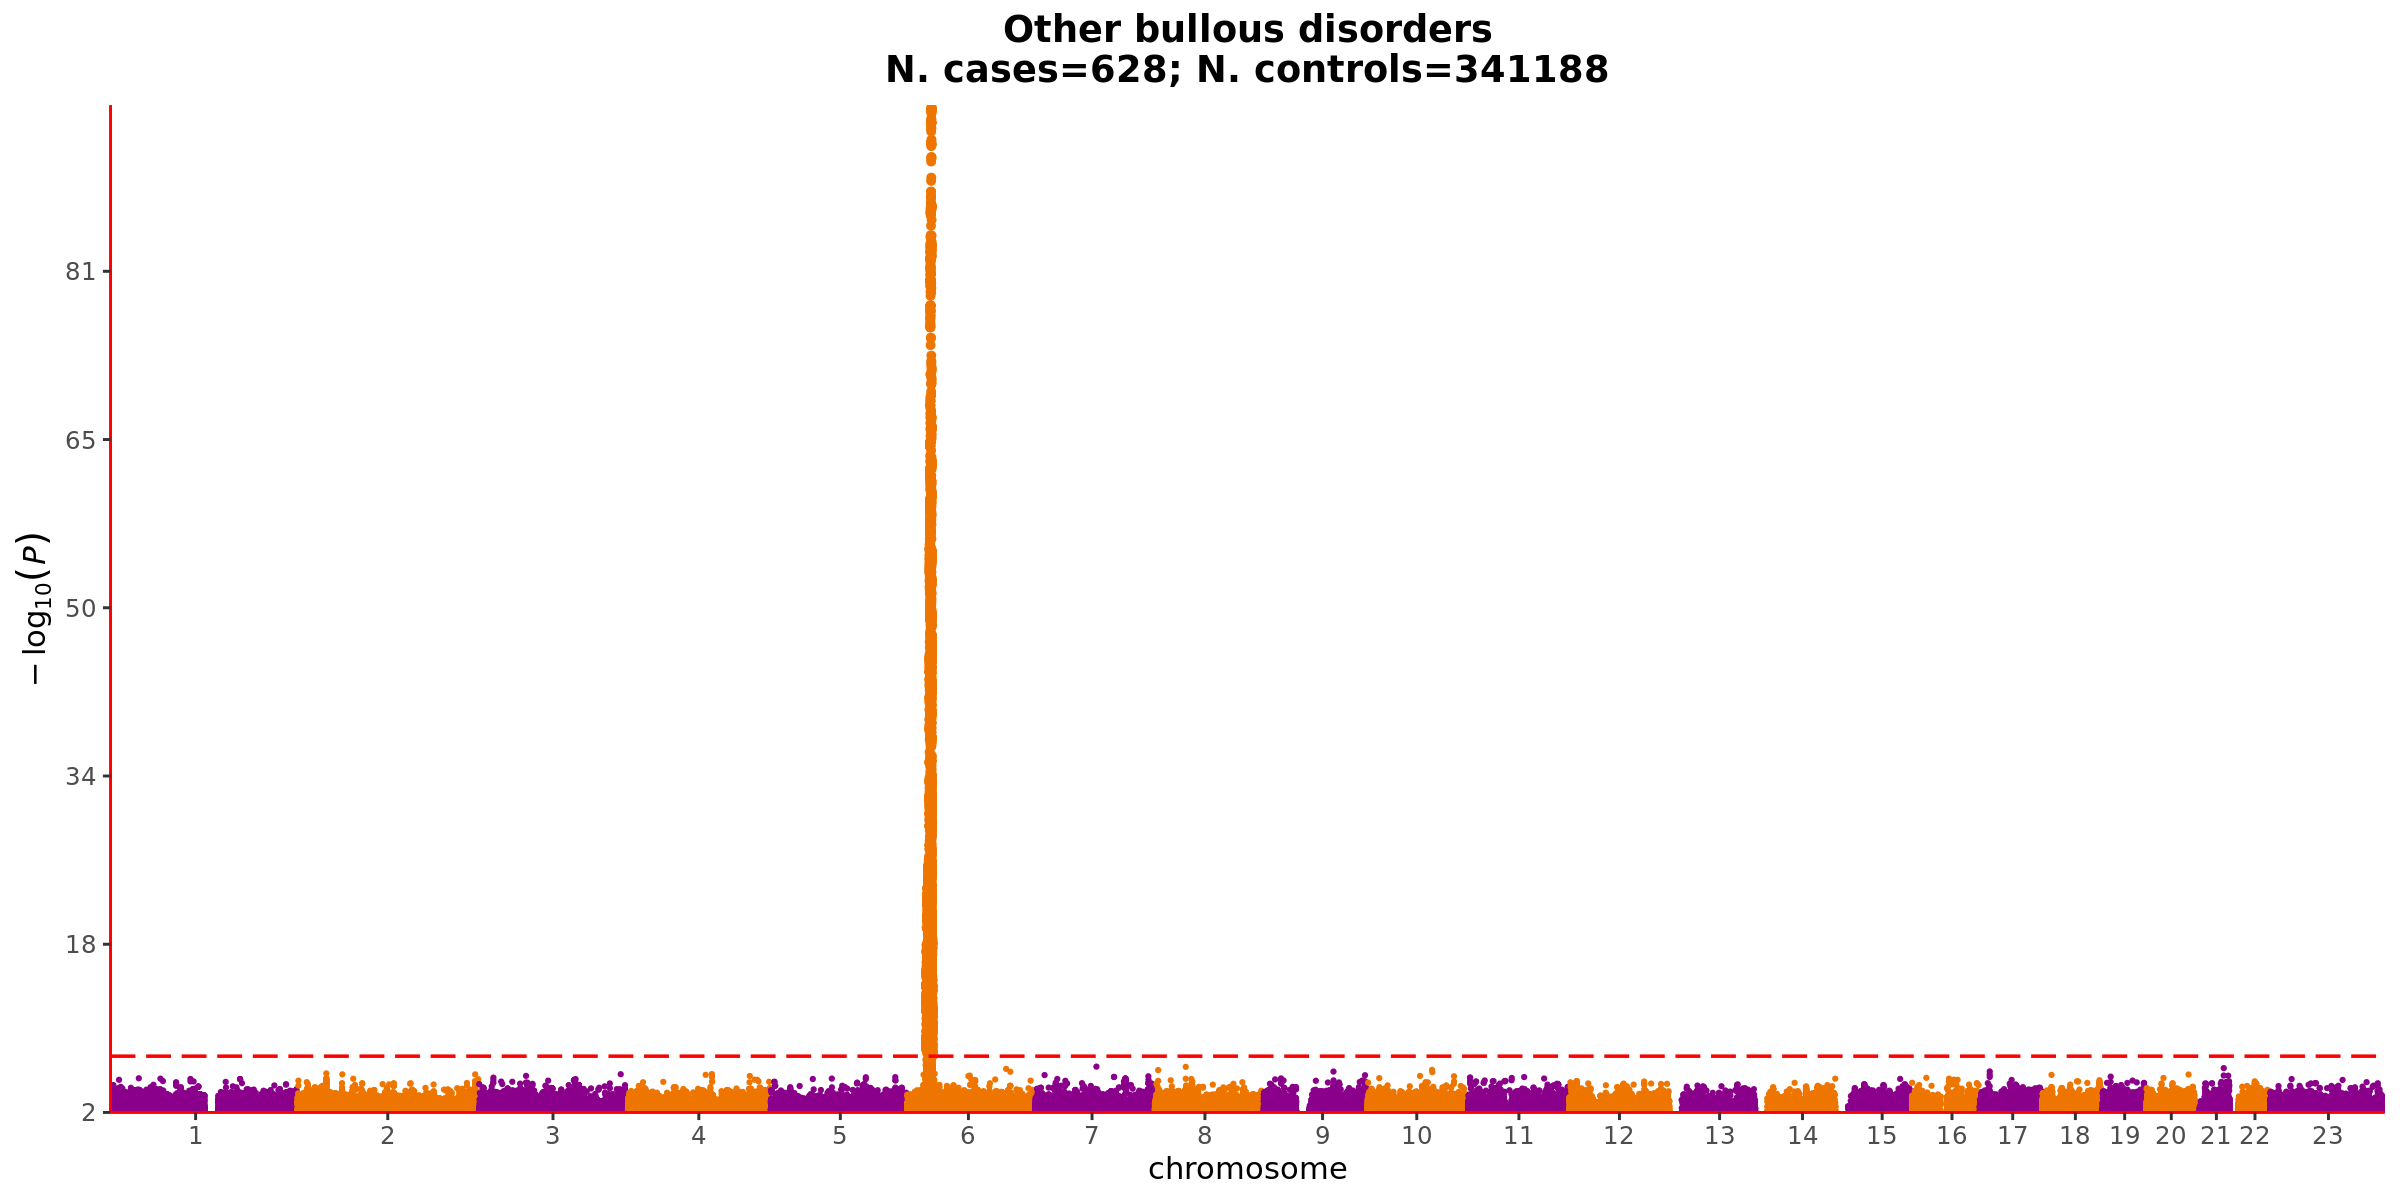 Other bullous disorders
N. cases=628; N. controls=341188
81
65
50
34
18
2
− log10(P)
1 2 3 4 5 6 7 8 9 10 11 12 13 14 15 16 17 18 19 20 21 22 23
chromosome